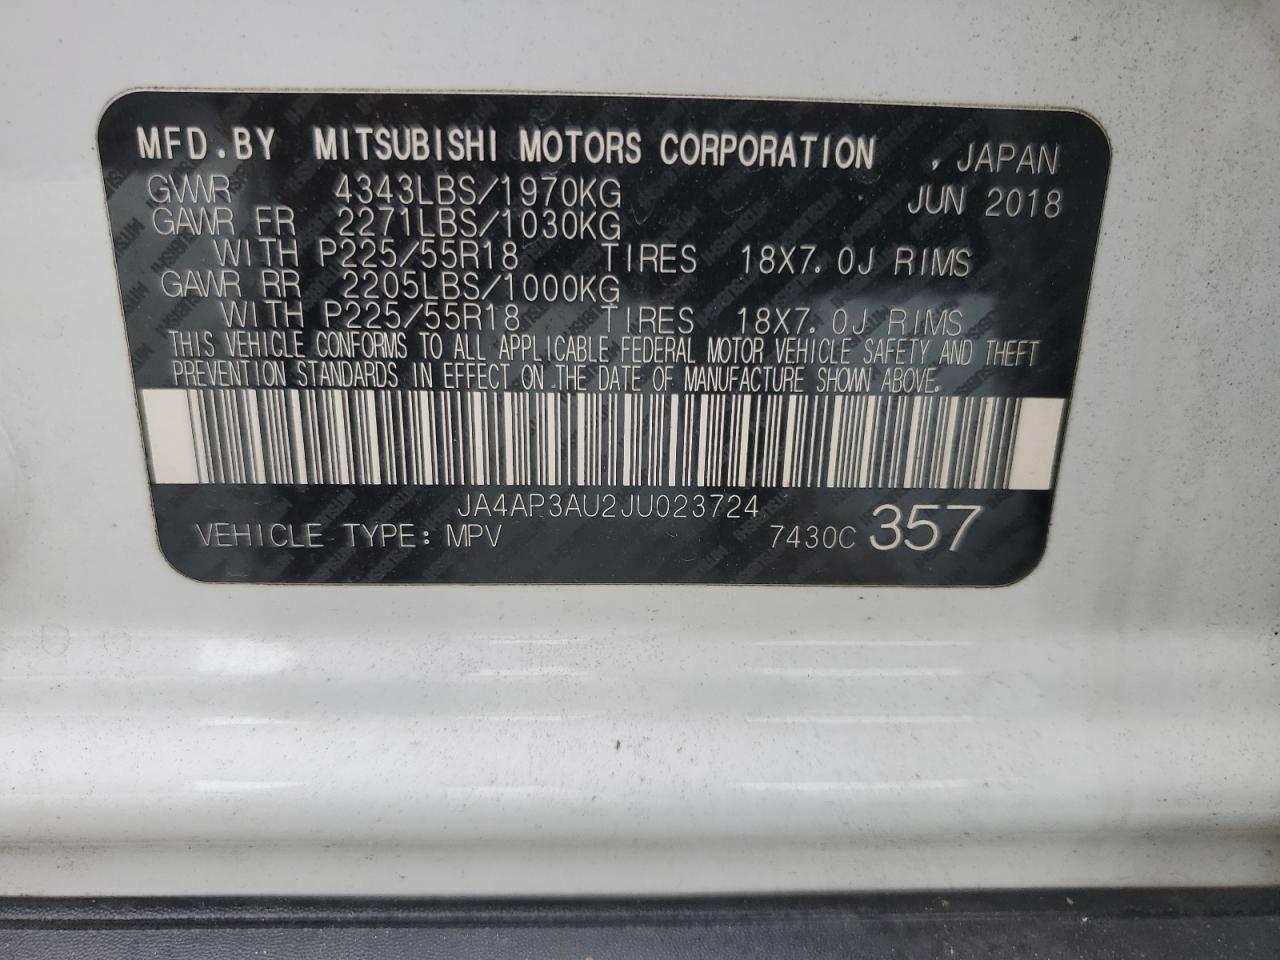 MFD.BY MITSUBISHI MOTORS CORPORATION , JAPAN
GVWR 4343LBS/1970KG JUN 2018
GAWR FR 2271LBS/1030KG
WITH P225/55R18 TIRES 18X7.0J RIMS
GAWR RR 2205LBS/1000KG
WITH P225/55R18 TIRES 18X7.0J RIMS
THIS VEHICLE CONFORMS TO ALL APPLICABLE FEDERAL MOTOR VEHICLE SAFETY AND THEFT
PREVENTION STANDARDS IN EFFECT ON THE DATE OF MANUFACTURE SHOWN ABOVE.
JA4AP3AU2JU023724
VEHICLE TYPE: MPV 7430C 357